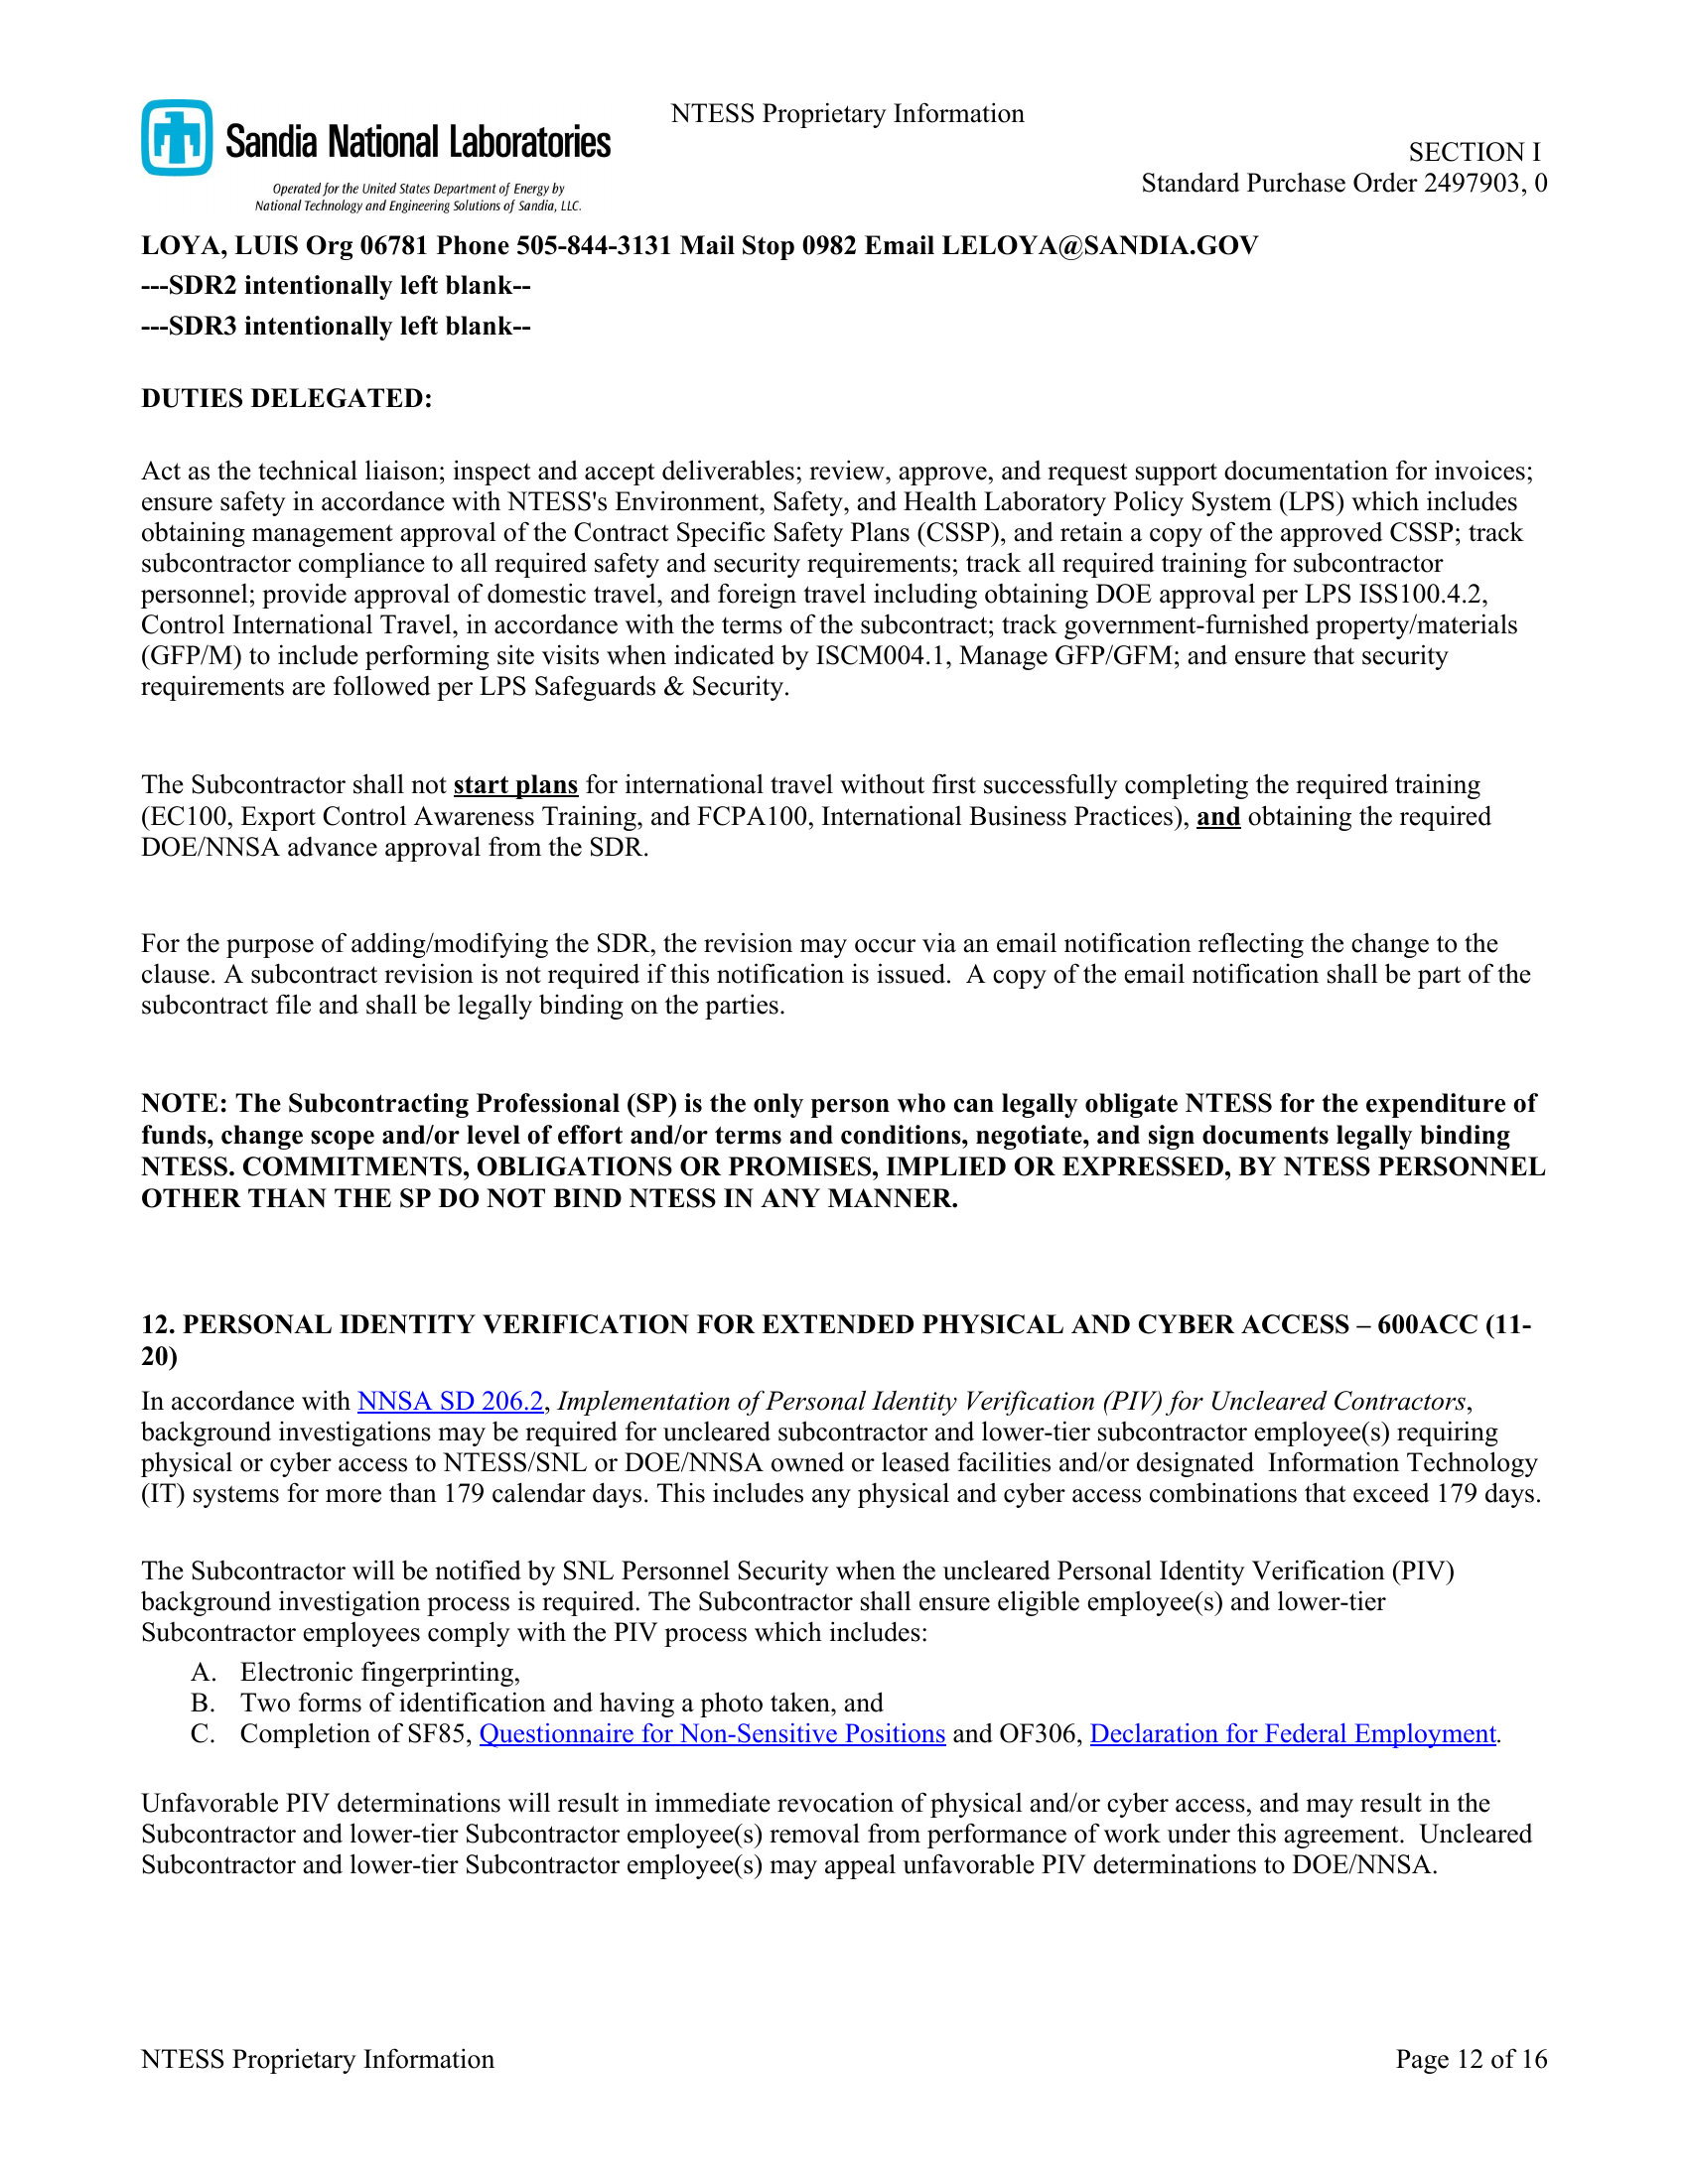 NTESS Proprietary Information
Sandia National Laboratories
Operated for the United States Department of Energy by
National Technology and Engineering Solutions of Sandia, LLC.
SECTION I
Standard Purchase Order 2497903, 0
LOYA, LUIS Org 06781 Phone 505-844-3131 Mail Stop 0982 Email LELOYA@SANDIA.GOV
---SDR2 intentionally left blank--
---SDR3 intentionally left blank--
DUTIES DELEGATED:
Act as the technical liaison; inspect and accept deliverables; review, approve, and request support documentation for invoices;
ensure safety in accordance with NTESS's Environment, Safety, and Health Laboratory Policy System (LPS) which includes
obtaining management approval of the Contract Specific Safety Plans (CSSP), and retain a copy of the approved CSSP; track
subcontractor compliance to all required safety and security requirements; track all required training for subcontractor
personnel; provide approval of domestic travel, and foreign travel including obtaining DOE approval per LPS ISS100.4.2,
Control International Travel, in accordance with the terms of the subcontract; track government-furnished property/materials
(GFP/M) to include performing site visits when indicated by ISCM004.1, Manage GFP/GFM; and ensure that security
requirements are followed per LPS Safeguards & Security.
The Subcontractor shall not start plans for international travel without first successfully completing the required training
(EC100, Export Control Awareness Training, and FCPA100, International Business Practices), and obtaining the required
DOE/NNSA advance approval from the SDR.
For the purpose of adding/modifying the SDR, the revision may occur via an email notification reflecting the change to the
clause. A subcontract revision is not required if this notification is issued.  A copy of the email notification shall be part of the
subcontract file and shall be legally binding on the parties.
NOTE: The Subcontracting Professional (SP) is the only person who can legally obligate NTESS for the expenditure of
funds, change scope and/or level of effort and/or terms and conditions, negotiate, and sign documents legally binding
NTESS. COMMITMENTS, OBLIGATIONS OR PROMISES, IMPLIED OR EXPRESSED, BY NTESS PERSONNEL
OTHER THAN THE SP DO NOT BIND NTESS IN ANY MANNER.
12. PERSONAL IDENTITY VERIFICATION FOR EXTENDED PHYSICAL AND CYBER ACCESS – 600ACC (11-
20)
In accordance with NNSA SD 206.2, Implementation of Personal Identity Verification (PIV) for Uncleared Contractors,
background investigations may be required for uncleared subcontractor and lower-tier subcontractor employee(s) requiring
physical or cyber access to NTESS/SNL or DOE/NNSA owned or leased facilities and/or designated  Information Technology
(IT) systems for more than 179 calendar days. This includes any physical and cyber access combinations that exceed 179 days.
The Subcontractor will be notified by SNL Personnel Security when the uncleared Personal Identity Verification (PIV)
background investigation process is required. The Subcontractor shall ensure eligible employee(s) and lower-tier
Subcontractor employees comply with the PIV process which includes:
A. Electronic fingerprinting,
B. Two forms of identification and having a photo taken, and
C. Completion of SF85, Questionnaire for Non-Sensitive Positions and OF306, Declaration for Federal Employment.
Unfavorable PIV determinations will result in immediate revocation of physical and/or cyber access, and may result in the
Subcontractor and lower-tier Subcontractor employee(s) removal from performance of work under this agreement.  Uncleared
Subcontractor and lower-tier Subcontractor employee(s) may appeal unfavorable PIV determinations to DOE/NNSA.
NTESS Proprietary Information
Page 12 of 16